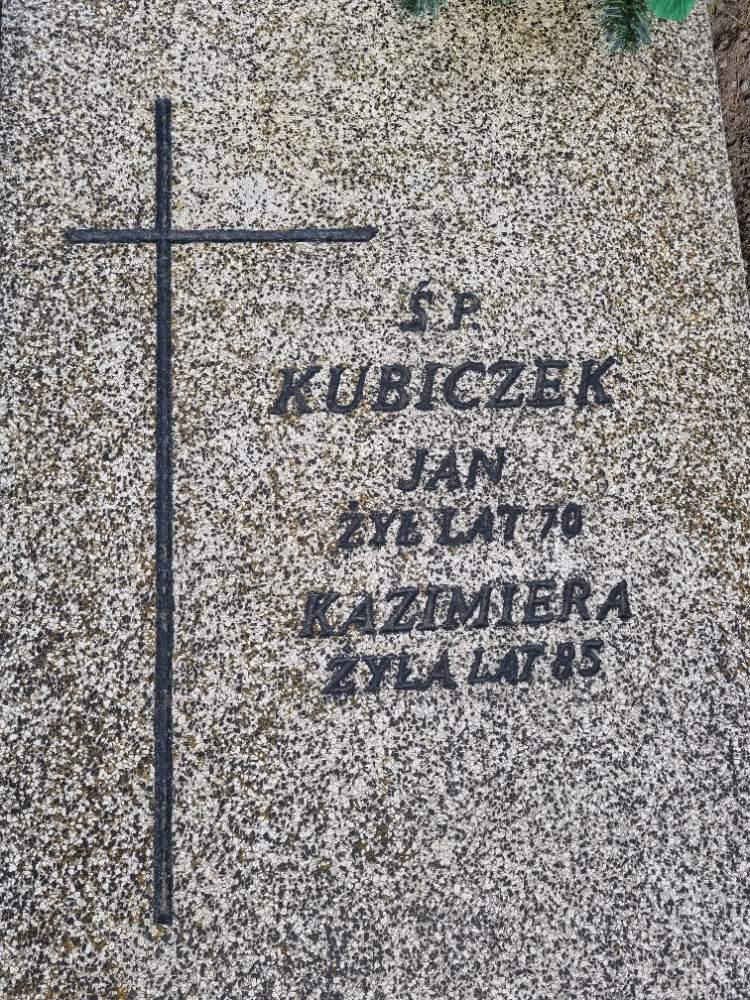 Ś P.
KUBICZEK
JAN
ŻYŁ LAT 70
KAZIMIERA
ŻYŁA LAT 85